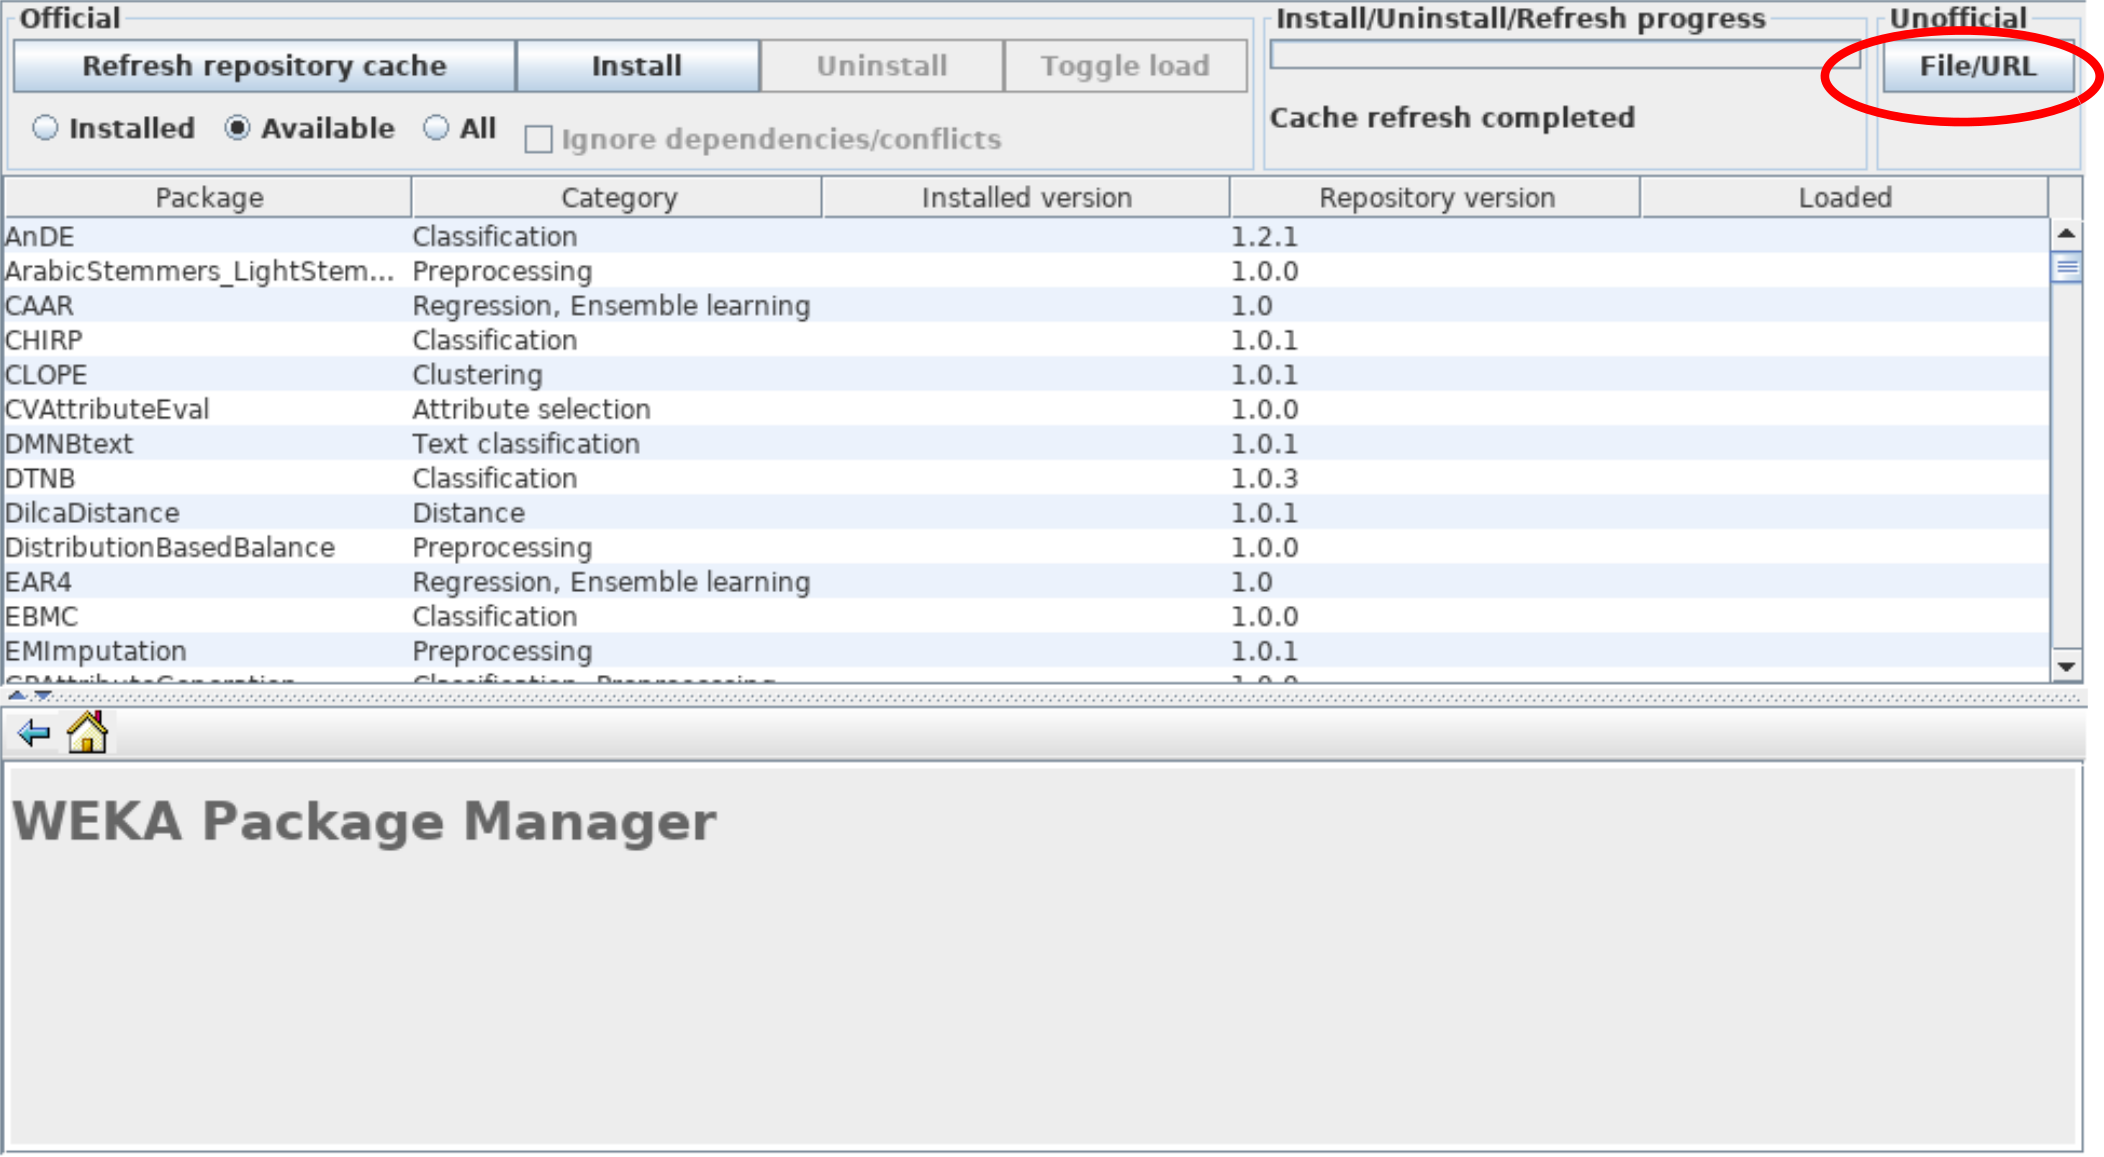 Official
Install/Uninstall/Refresh progress
Unofficial
Refresh repository cache Install Uninstall Toggle load
File/URL
Installed Available All Ignore dependencies/conflicts
Cache refresh completed
Package Category Installed version Repository version Loaded
AnDE Classification 1.2.1
ArabicStemmers_LightStem... Preprocessing 1.0.0
CAAR Regression, Ensemble learning 1.0
CHIRP Classification 1.0.1
CLOPE Clustering 1.0.1
CVAttributeEval Attribute selection 1.0.0
DMNBtext Text classification 1.0.1
DTNB Classification 1.0.3
DilcaDistance Distance 1.0.1
DistributionBasedBalance Preprocessing 1.0.0
EAR4 Regression, Ensemble learning 1.0
EBMC Classification 1.0.0
EMImputation Preprocessing 1.0.1
WEKA Package Manager